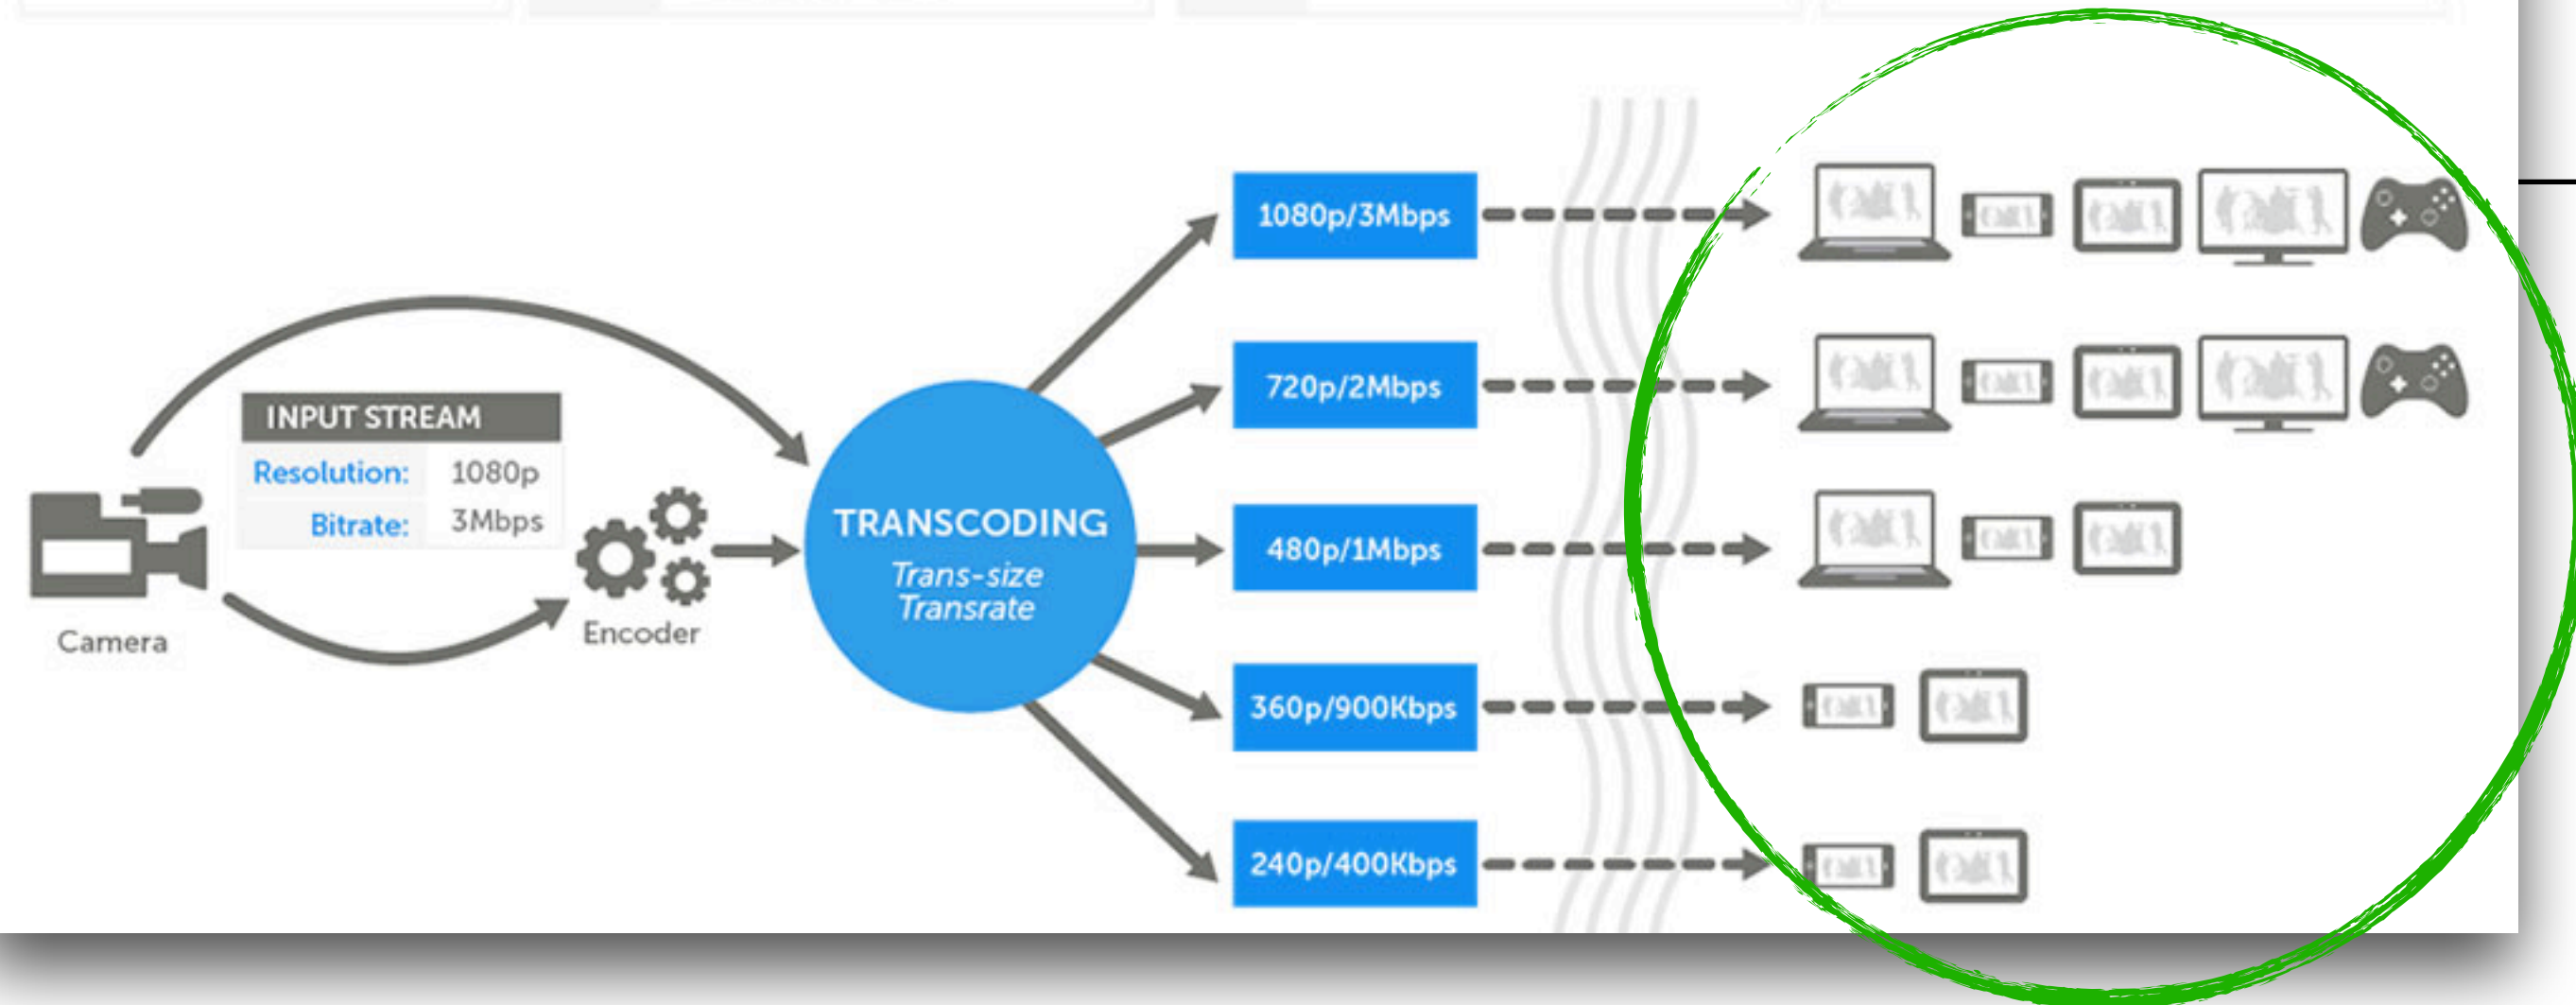 INPUT STREAM
Resolution: 1080p
Bitrate: 3Mbps
Camera
Encoder
TRANSCODING
Trans-size
Transrate
1080p/3Mbps
720p/2Mbps
480p/1Mbps
360p/900Kbps
240p/400Kbps